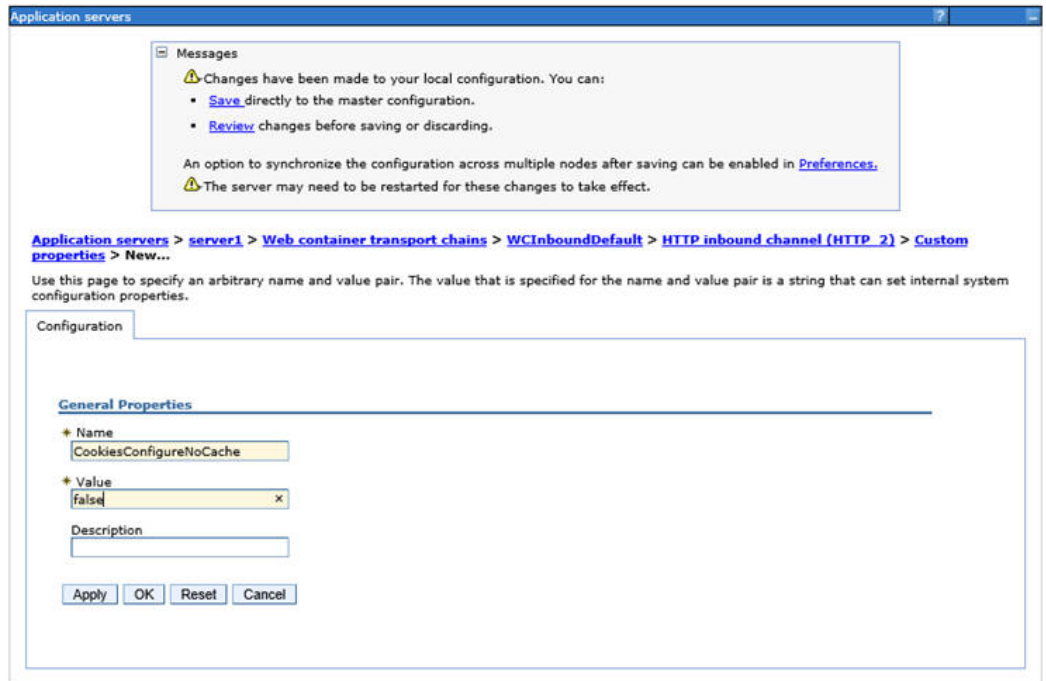 Application servers
?
Messages
Changes have been made to your local configuration. You can:
Save directly to the master configuration.
Review changes before saving or discarding.
An option to synchronize the configuration across multiple nodes after saving can be enabled in Preferences.
The server may need to be restarted for these changes to take effect.
Application servers > server1 > Web container transport chains > WCInboundDefault > HTTP inbound channel (HTTP_2) > Custom
properties > New...
Use this page to specify an arbitrary name and value pair. The value that is specified for the name and value pair is a string that can set internal system
configuration properties.
Configuration
General Properties
Name
CookiesConfigureNoCache
Value
false
Description
Apply OK Reset Cancel